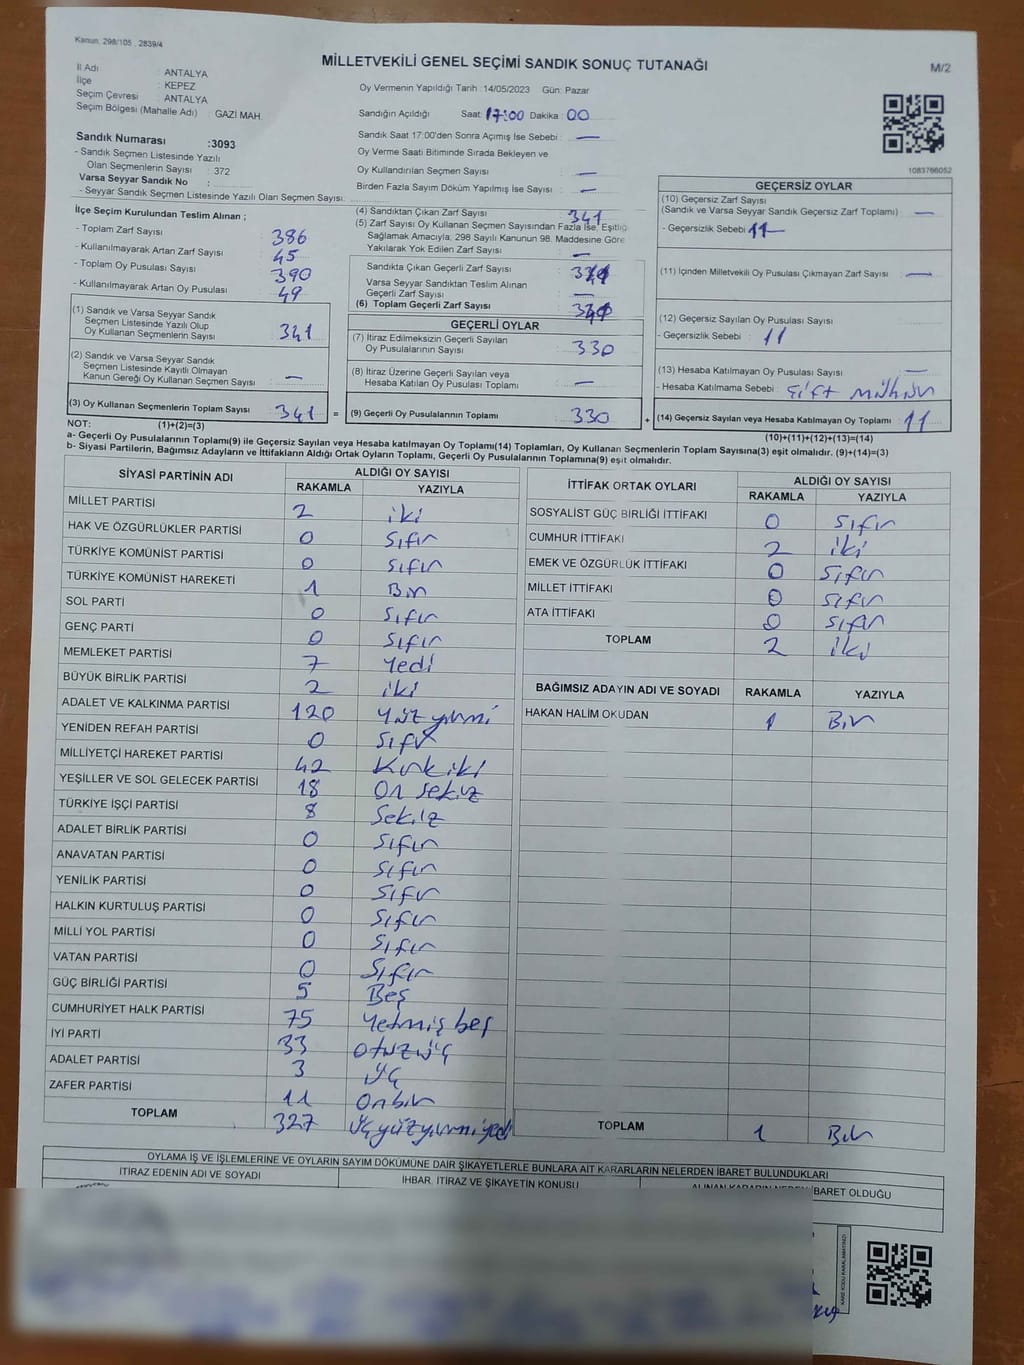 Kanun, 298/105 , 2839/4
MİLLETVEKİLİ GENEL SEÇİMİ SANDIK SONUÇ TUTANAĞI
M/2
İl Adı : ANTALYA
İlçe : KEPEZ
Seçim Çevresi : ANTALYA
Seçim Bölgesi (Mahalle Adı) : GAZİ MAH.
Oy Vermenin Yapıldığı Tarih :14/05/2023 Gün: Pazar
Sandığın Açıldığı Saat: 17:00 Dakika: 00
Sandık Saat 17:00'den Sonra Açımış İse Sebebi : —
Oy Verme Saati Bitiminde Sırada Bekleyen ve
Oy Kullandırılan Seçmen Sayısı : —
Birden Fazla Sayım Döküm Yapılmış İse Sayısı : —
1083766052
Sandık Numarası :3093
- Sandık Seçmen Listesinde Yazılı
Olan Seçmenlerin Sayısı : 372
Varsa Seyyar Sandık No :
- Seyyar Sandık Seçmen Listesinde Yazılı Olan Seçmen Sayısı:
İlçe Seçim Kurulundan Teslim Alınan ;
- Toplam Zarf Sayısı : 386
- Kullanılmayarak Artan Zarf Sayısı : 45
- Toplam Oy Pusulası Sayısı : 390
- Kullanılmayarak Artan Oy Pusulası : 49
(1) Sandık ve Varsa Seyyar Sandık
Seçmen Listesinde Yazılı Olup
Oy Kullanan Seçmenlerin Sayısı : 341
(2) Sandık ve Varsa Seyyar Sandık
Seçmen Listesinde Kayıtlı Olmayan
Kanun Gereği Oy Kullanan Seçmen Sayısı : —
(3) Oy Kullanan Seçmenlerin Toplam Sayısı : 341 =
(4) Sandıktan Çıkan Zarf Sayısı : 341
(5) Zarf Sayısı Oy Kullanan Seçmen Sayısından Fazla İse, Eşitliği
Sağlamak Amacıyla, 298 Sayılı Kanunun 98. Maddesine Göre
Yakılarak Yok Edilen Zarf Sayısı : —
Sandıkta Çıkan Geçerli Zarf Sayısı :
Varsa Seyyar Sandıktan Teslim Alınan
Geçerli Zarf Sayısı : —
(6) Toplam Geçerli Zarf Sayısı :
GEÇERLİ OYLAR
(7) İtiraz Edilmeksizin Geçerli Sayılan
Oy Pusulalarının Sayısı : 330
(8) İtiraz Üzerine Geçerli Sayılan veya
Hesaba Katılan Oy Pusulası Toplamı : —
(9) Geçerli Oy Pusulalarının Toplamı : 330 +
GEÇERSİZ OYLAR
(10) Geçersiz Zarf Sayısı
(Sandık ve Varsa Seyyar Sandık Geçersiz Zarf Toplamı) : —
- Geçersizlik Sebebi :
(11) İçinden Milletvekili Oy Pusulası Çıkmayan Zarf Sayısı : —
(12) Geçersiz Sayılan Oy Pusulası Sayısı :
- Geçersizlik Sebebi : 11
(13) Hesaba Katılmayan Oy Pusulası Sayısı : —
- Hesaba Katılmama Sebebi : Çift mühür
(14) Geçersiz Sayılan veya Hesaba Katılmayan Oy Toplamı : 11
NOT: (1)+(2)=(3)
(10)+(11)+(12)+(13)=(14)
a- Geçerli Oy Pusulalarının Toplamı(9) ile Geçersiz Sayılan veya Hesaba katılmayan Oy Toplamı(14) Toplamları, Oy Kullanan Seçmenlerin Toplam Sayısına(3) eşit olmalıdır. (9)+(14)=(3)
b- Siyasi Partilerin, Bağımsız Adayların ve İttifakların Aldığı Ortak Oyların Toplamı, Geçerli Oy Pusulalarının Toplamına(9) eşit olmalıdır.
SİYASİ PARTİNİN ADI ALDIĞI OY SAYISI
RAKAMLA YAZIYLA
MİLLET PARTİSİ 2 iki
HAK VE ÖZGÜRLÜKLER PARTİSİ 0 Sıfır
TÜRKİYE KOMÜNİST PARTİSİ 0 Sıfır
TÜRKİYE KOMÜNİST HAREKETİ 1 Bir
SOL PARTİ 0 Sıfır
GENÇ PARTİ 0 Sıfır
MEMLEKET PARTİSİ 7 Yedi
BÜYÜK BİRLİK PARTİSİ 2 iki
ADALET VE KALKINMA PARTİSİ 120 Yüz yirmi
YENİDEN REFAH PARTİSİ 0 Sıfır
MİLLİYETÇİ HAREKET PARTİSİ 42 Kırk iki
YEŞİLLER VE SOL GELECEK PARTİSİ 18 On sekiz
TÜRKİYE İŞÇİ PARTİSİ 8 Sekiz
ADALET BİRLİK PARTİSİ 0 Sıfır
ANAVATAN PARTİSİ 0 Sıfır
YENİLİK PARTİSİ 0 Sıfır
HALKIN KURTULUŞ PARTİSİ 0 Sıfır
MİLLİ YOL PARTİSİ 0 Sıfır
VATAN PARTİSİ 0 Sıfır
GÜÇ BİRLİĞİ PARTİSİ 5 Beş
CUMHURİYET HALK PARTİSİ 75 Yetmiş beş
İYİ PARTİ 33 Otuz üç
ADALET PARTİSİ 3 üç
ZAFER PARTİSİ 11 Onbir
TOPLAM 327 üçyüzyirmiyedi
İTTİFAK ORTAK OYLARI ALDIĞI OY SAYISI
RAKAMLA YAZIYLA
SOSYALİST GÜÇ BİRLİĞİ İTTİFAKI 0 Sıfır
CUMHUR İTTİFAKI 2 iki
EMEK VE ÖZGÜRLÜK İTTİFAKI 0 Sıfır
MİLLET İTTİFAKI 0 Sıfır
ATA İTTİFAKI 0 Sıfır
TOPLAM 2 iki
BAĞIMSIZ ADAYIN ADI VE SOYADI RAKAMLA YAZIYLA
HAKAN HALİM OKUDAN 1 Bir
TOPLAM 1 Bir
OYLAMA İŞ VE İŞLEMLERİNE VE OYLARIN SAYIM DÖKÜMÜNE DAİR ŞİKAYETLERLE BUNLARA AİT KARARLARIN NELERDEN İBARET BULUNDUKLARI
İTİRAZ EDENİN ADI VE SOYADI İHBAR, İTİRAZ VE ŞİKAYETİN KONUSU ALINAN KARARIN NEDEN İBARET OLDUĞU